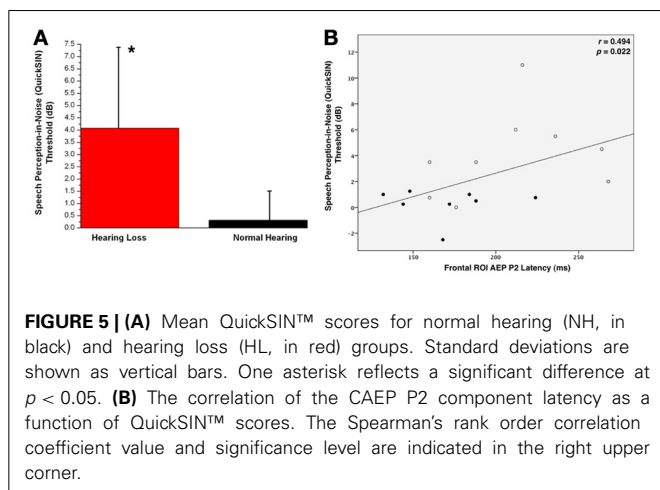 A
Speech Perception-in-Noise (QuickSIN)
Threshold (dB)
7.5
7.0
6.5
6.0
5.5
5.0
4.5
4.0
3.5
3.0
2.5
2.0
1.5
1.0
0.5
0.0
*
Hearing Loss
Normal Hearing
B
Speech Perception-in-Noise (QuickSIN)
Threshold (dB)
12
10
8
6
4
2
0
-2
r = 0.494
p = 0.022
150
200
250
Frontal ROI AEP P2 Latency (ms)
FIGURE 5 | (A) Mean QuickSIN™ scores for normal hearing (NH, in
black) and hearing loss (HL, in red) groups. Standard deviations are
shown as vertical bars. One asterisk reflects a significant difference at
p < 0.05. (B) The correlation of the CAEP P2 component latency as a
function of QuickSIN™ scores. The Spearman's rank order correlation
coefficient value and significance level are indicated in the right upper
corner.